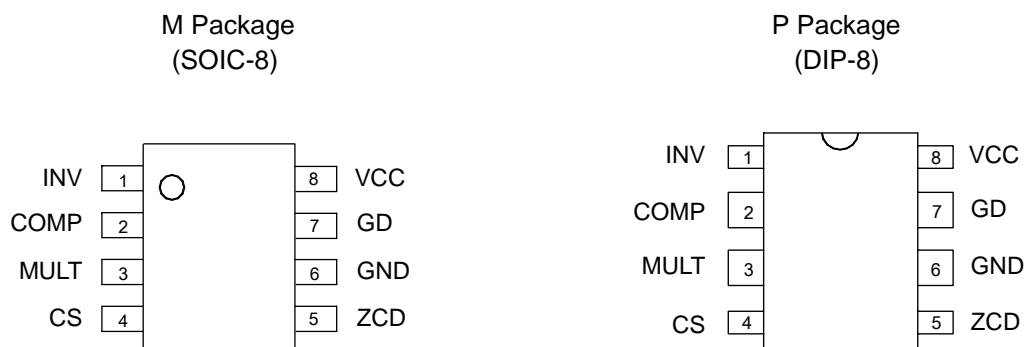 M Package
(SOIC-8)
INV 1 8 VCC
COMP 2 7 GD
MULT 3 6 GND
CS 4 5 ZCD
P Package
(DIP-8)
INV 1 8 VCC
COMP 2 7 GD
MULT 3 6 GND
CS 4 5 ZCD